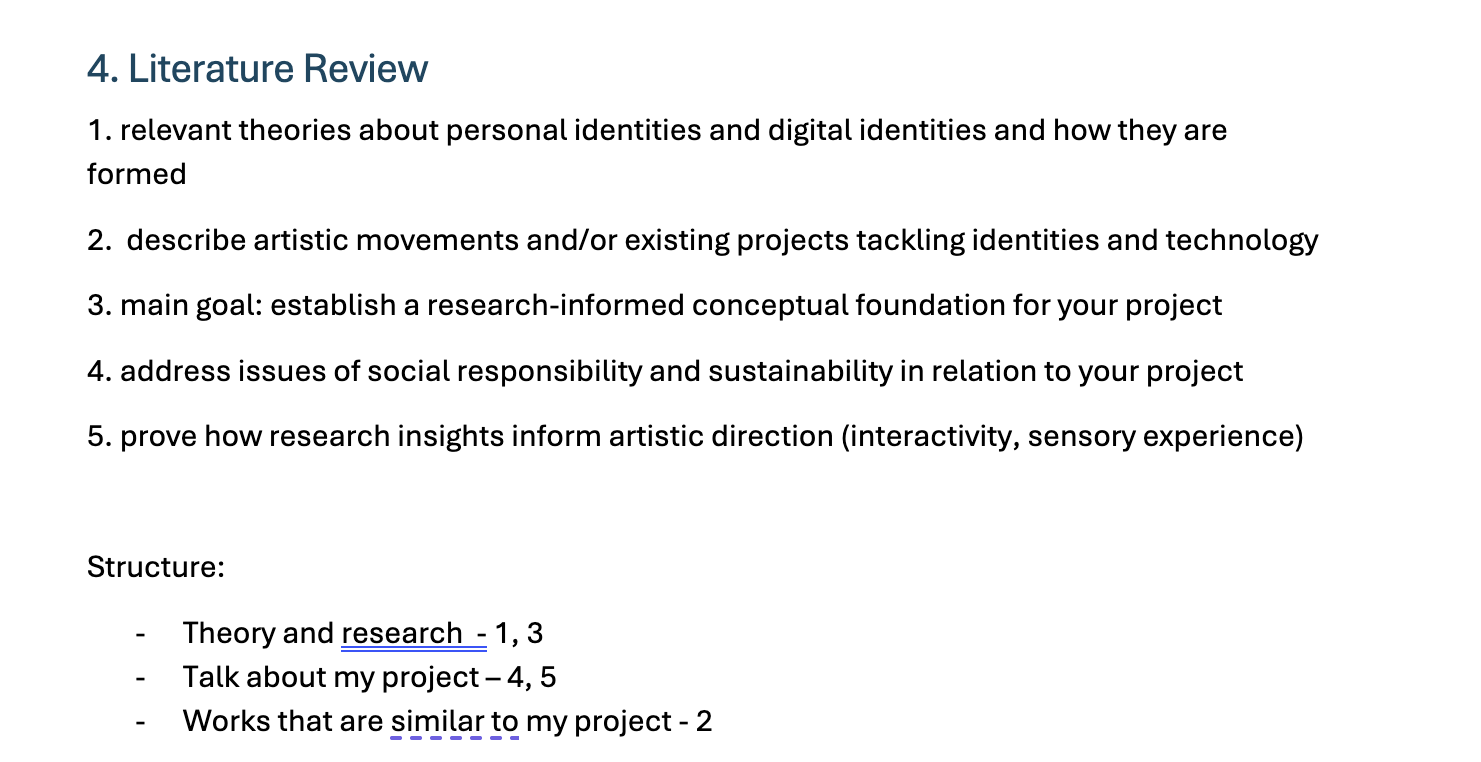 4. Literature Review
1. relevant theories about personal identities and digital identities and how they are
formed
2.  describe artistic movements and/or existing projects tackling identities and technology
3. main goal: establish a research-informed conceptual foundation for your project
4. address issues of social responsibility and sustainability in relation to your project
5. prove how research insights inform artistic direction (interactivity, sensory experience)
Structure:
- Theory and research  - 1, 3
- Talk about my project – 4, 5
- Works that are similar to my project - 2